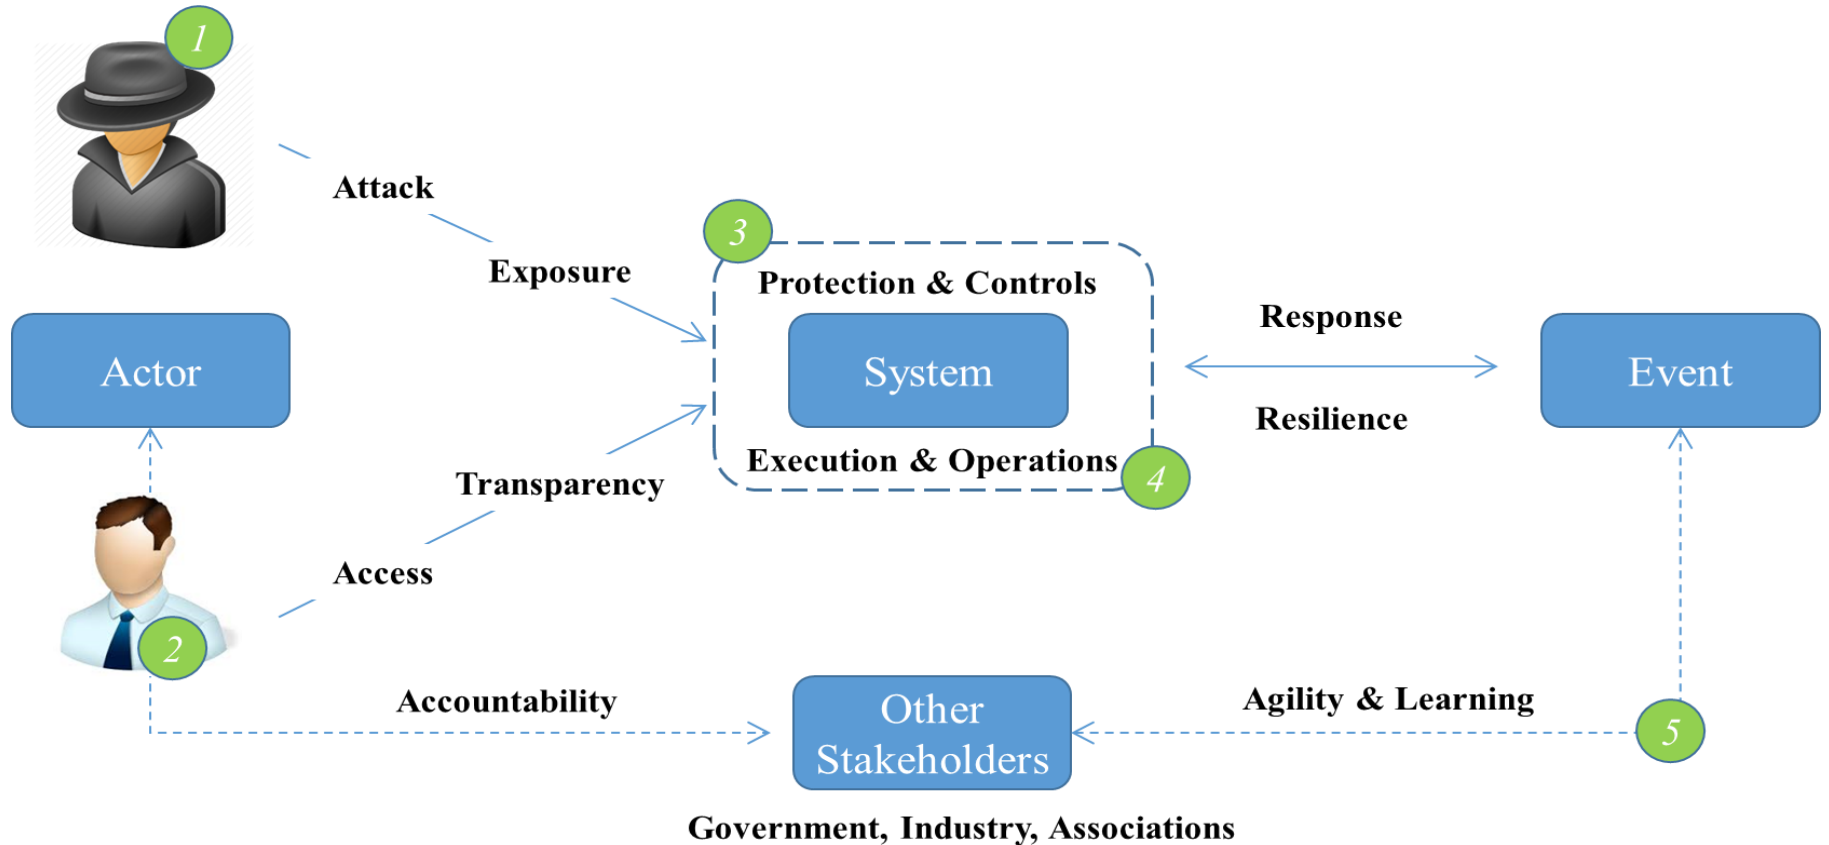 1
Attack
Exposure
3
Protection & Controls
Actor
System
Response
Resilience
Event
Execution & Operations
4
Transparency
Access
2
Accountability
Other
Stakeholders
Agility & Learning
5
Government, Industry, Associations